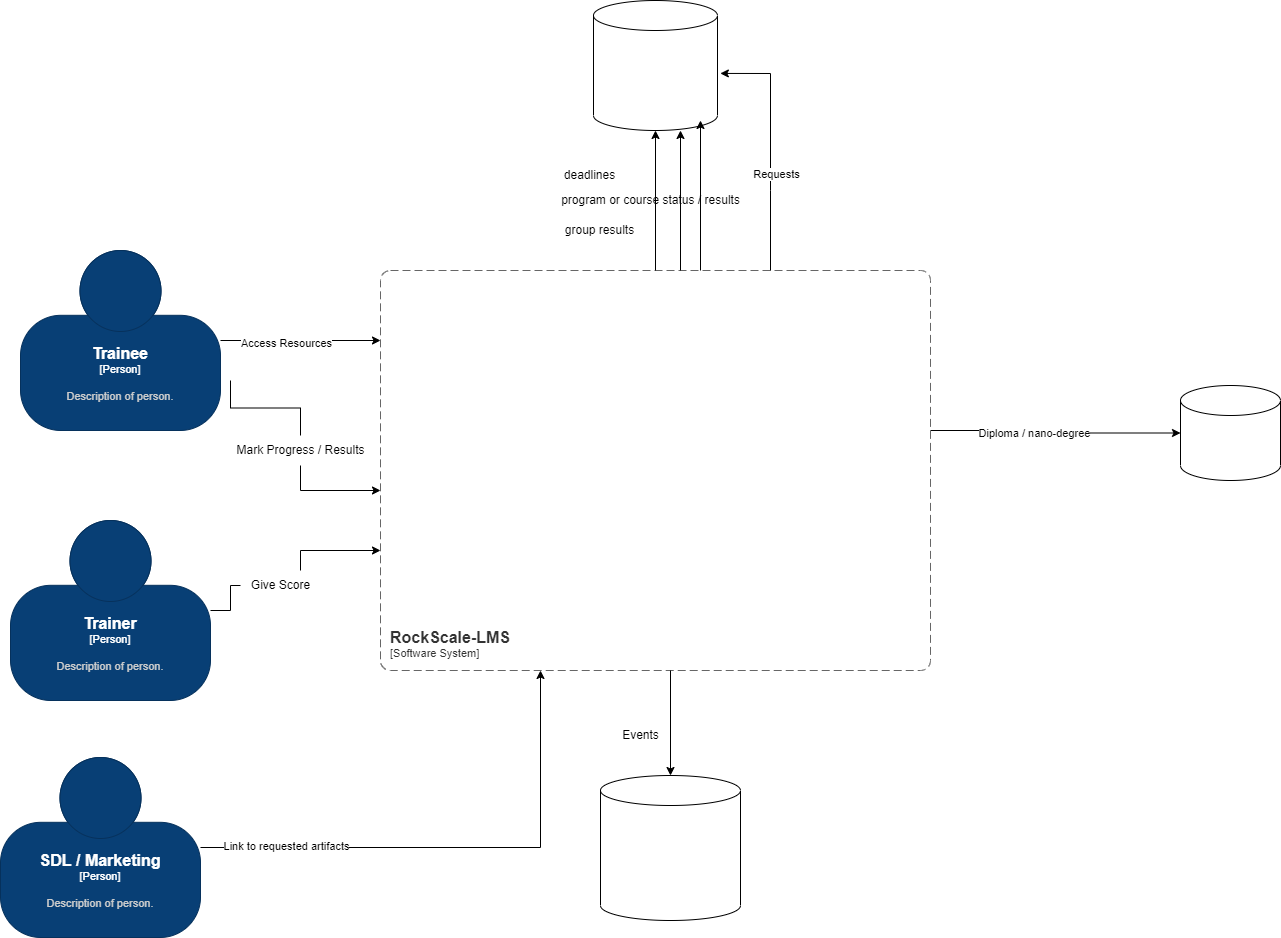 deadlines
Requests
program or course status / results
group results
Trainee
[Person]
Description of person.
Access Resources
Mark Progress / Results
Diploma / nano-degree
Trainer
[Person]
Description of person.
Give Score
RockScale-LMS
[Software System]
Events
SDL / Marketing
[Person]
Description of person.
Link to requested artifacts